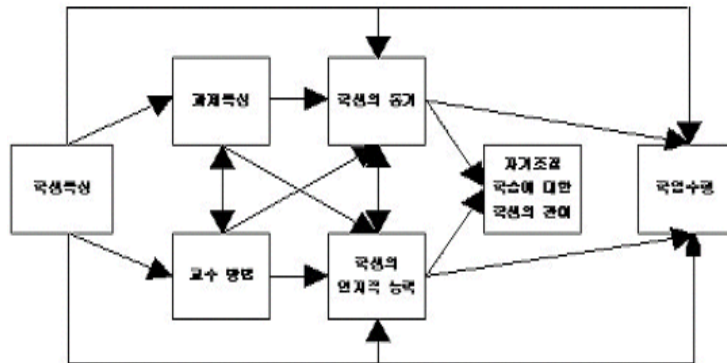 과제특성
학생의 동기
학생특성
자기조절
학습에 대한
학생의 관여
학업수행
교수 방법
학생의
인지적 능력